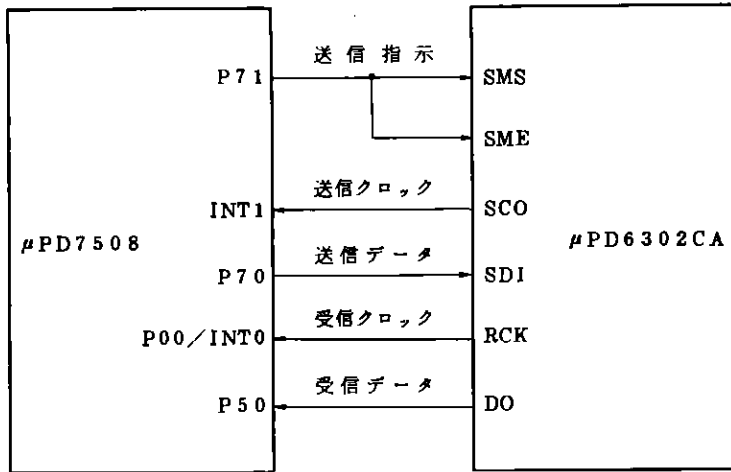 送信指示
P71
SMS
SME
送信クロック
INT1
SCO
μPD7508
μPD6302CA
送信データ
P70
SDI
受信クロック
P00/INT0
RCK
受信データ
P50
DO